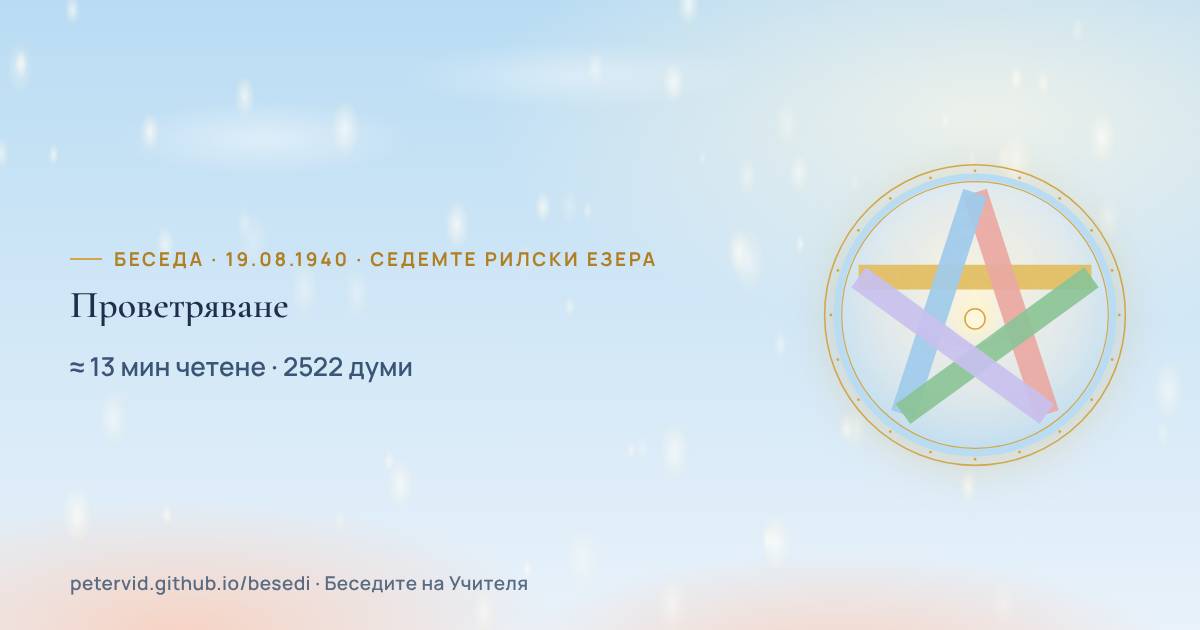 БЕСЕДА · 19.08.1940 · СЕДЕМТЕ РИЛСКИ ЕЗЕРА
Проветряване
≈ 13 мин четене · 2522 думи
petervid.github.io/besedi · Беседите на Учителя